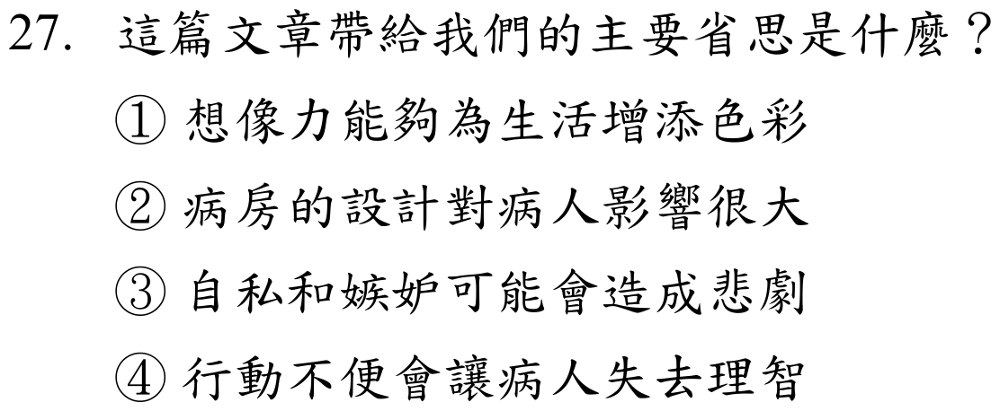 27. 這篇文章帶給我們的主要省思是什麼？
① 想像力能夠為生活增添色彩
② 病房的設計對病人影響很大
③ 自私和嫉妒可能會造成悲劇
④ 行動不便會讓病人失去理智